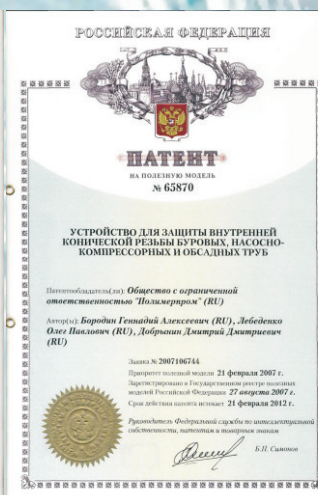 РОССИЙСКАЯ ФЕДЕРАЦИЯ
ПАТЕНТ
НА ПОЛЕЗНУЮ МОДЕЛЬ
№ 65870
УСТРОЙСТВО ДЛЯ ЗАЩИТЫ ВНУТРЕННЕЙ
КОНИЧЕСКОЙ РЕЗЬБЫ БУРОВЫХ, НАСОСНО-
КОМПРЕССОРНЫХ И ОБСАДНЫХ ТРУБ
Патентообладатель(ли): Общество с ограниченной
ответственностью "Полимерпром" (RU)
Автор(ы): Бородин Геннадий Алексеевич (RU), Лебеденко
Олег Павлович (RU), Добрынин Дмитрий Дмитриевич
(RU)
Заявка № 2007106744
Приоритет полезной модели 21 февраля 2007 г.
Зарегистрировано в Государственном реестре полезных
моделей Российской Федерации 27 августа 2007 г.
Срок действия патента истекает 21 февраля 2012 г.
Руководитель Федеральной службы по интеллектуальной
собственности, патентам и товарным знакам
Б.П. Симонов